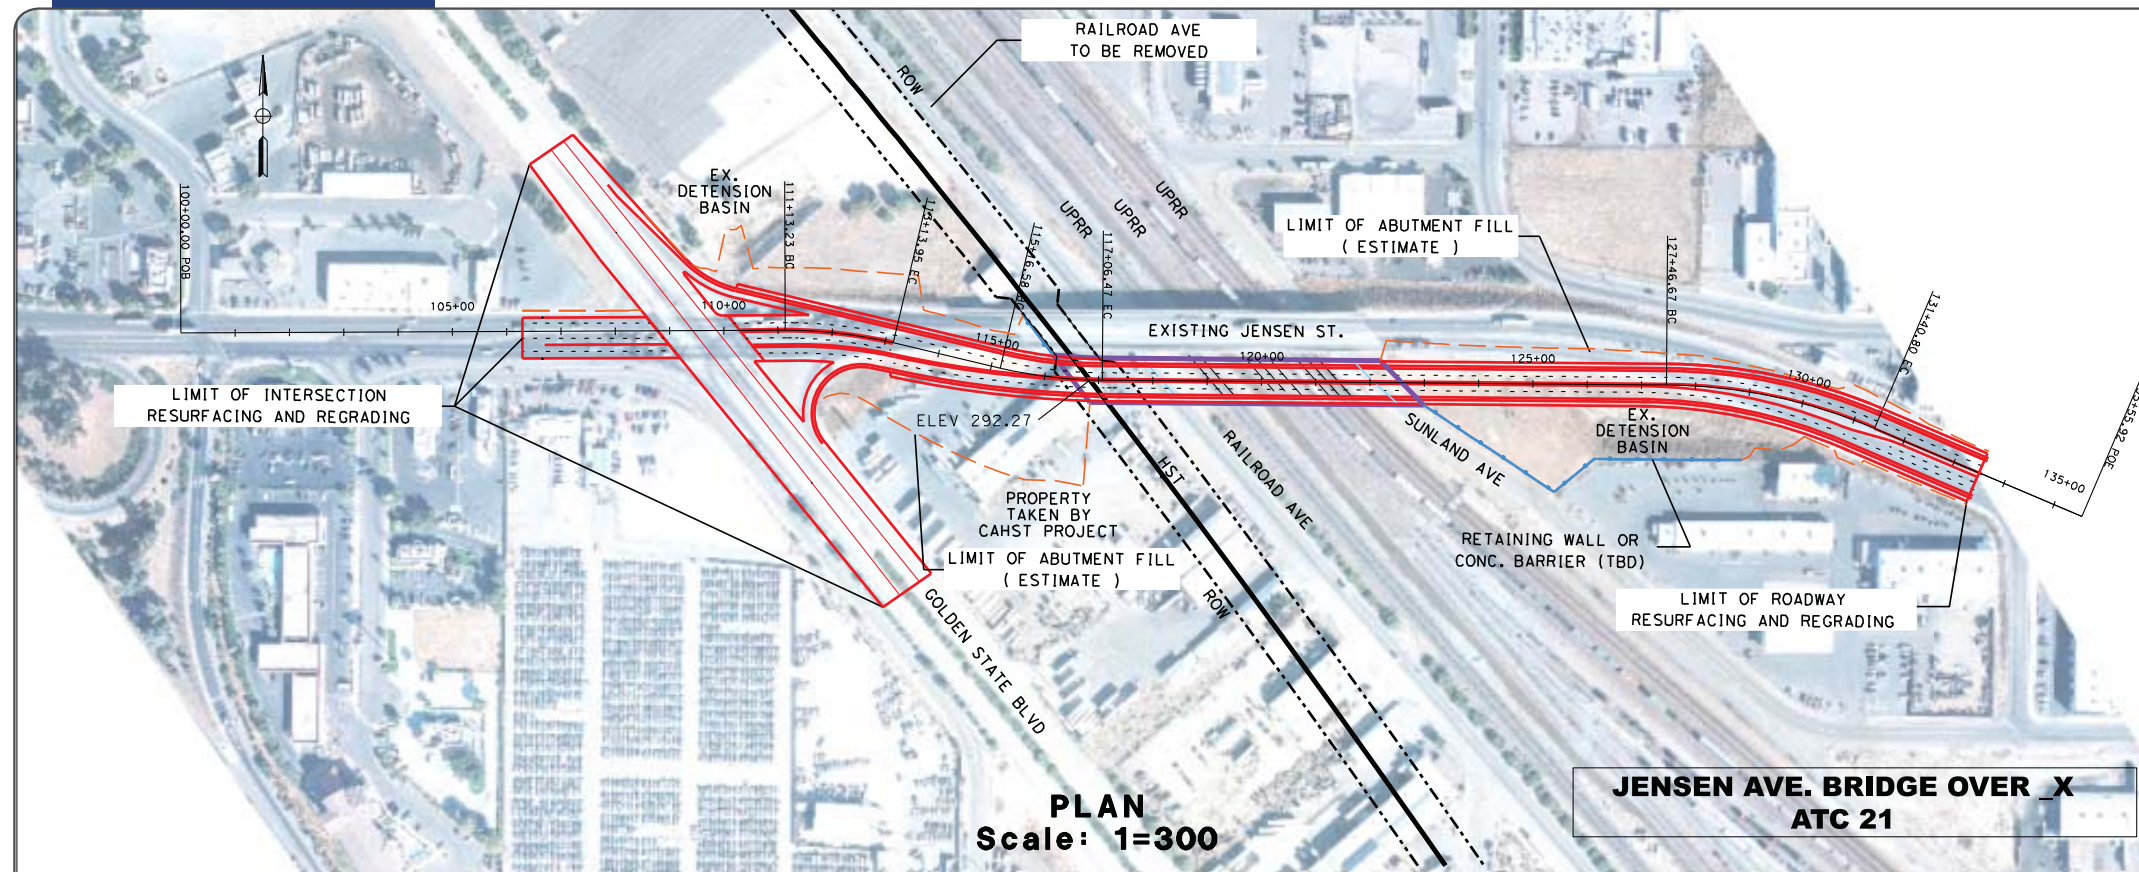 RAILROAD AVE
TO BE REMOVED
ROW
EX.
DETENSION
BASIN
100+00.00 POB
11+13.23 BC
113+13.95 EC
117+06.47 EC
UPRR
UPRR
UPRR
LIMIT OF ABUTMENT FILL
( ESTIMATE )
127+46.67 BC
131+40.80 EC
105+00
110+00
115+00
EXISTING JENSEN ST.
120+00
125+00
130+00
135+00
LIMIT OF INTERSECTION
RESURFACING AND REGRADING
ELEV 292.27
HST
RAILROAD AVE
SUNLAND AVE
EX.
DETENSION
BASIN
PROPERTY
TAKEN BY
CAHST PROJECT
LIMIT OF ABUTMENT FILL
( ESTIMATE )
RETAINING WALL OR
CONC. BARRIER (TBD)
LIMIT OF ROADWAY
RESURFACING AND REGRADING
GOLDEN STATE BLVD
ROW
PLAN
Scale: 1=300
JENSEN AVE. BRIDGE OVER _X
ATC 21